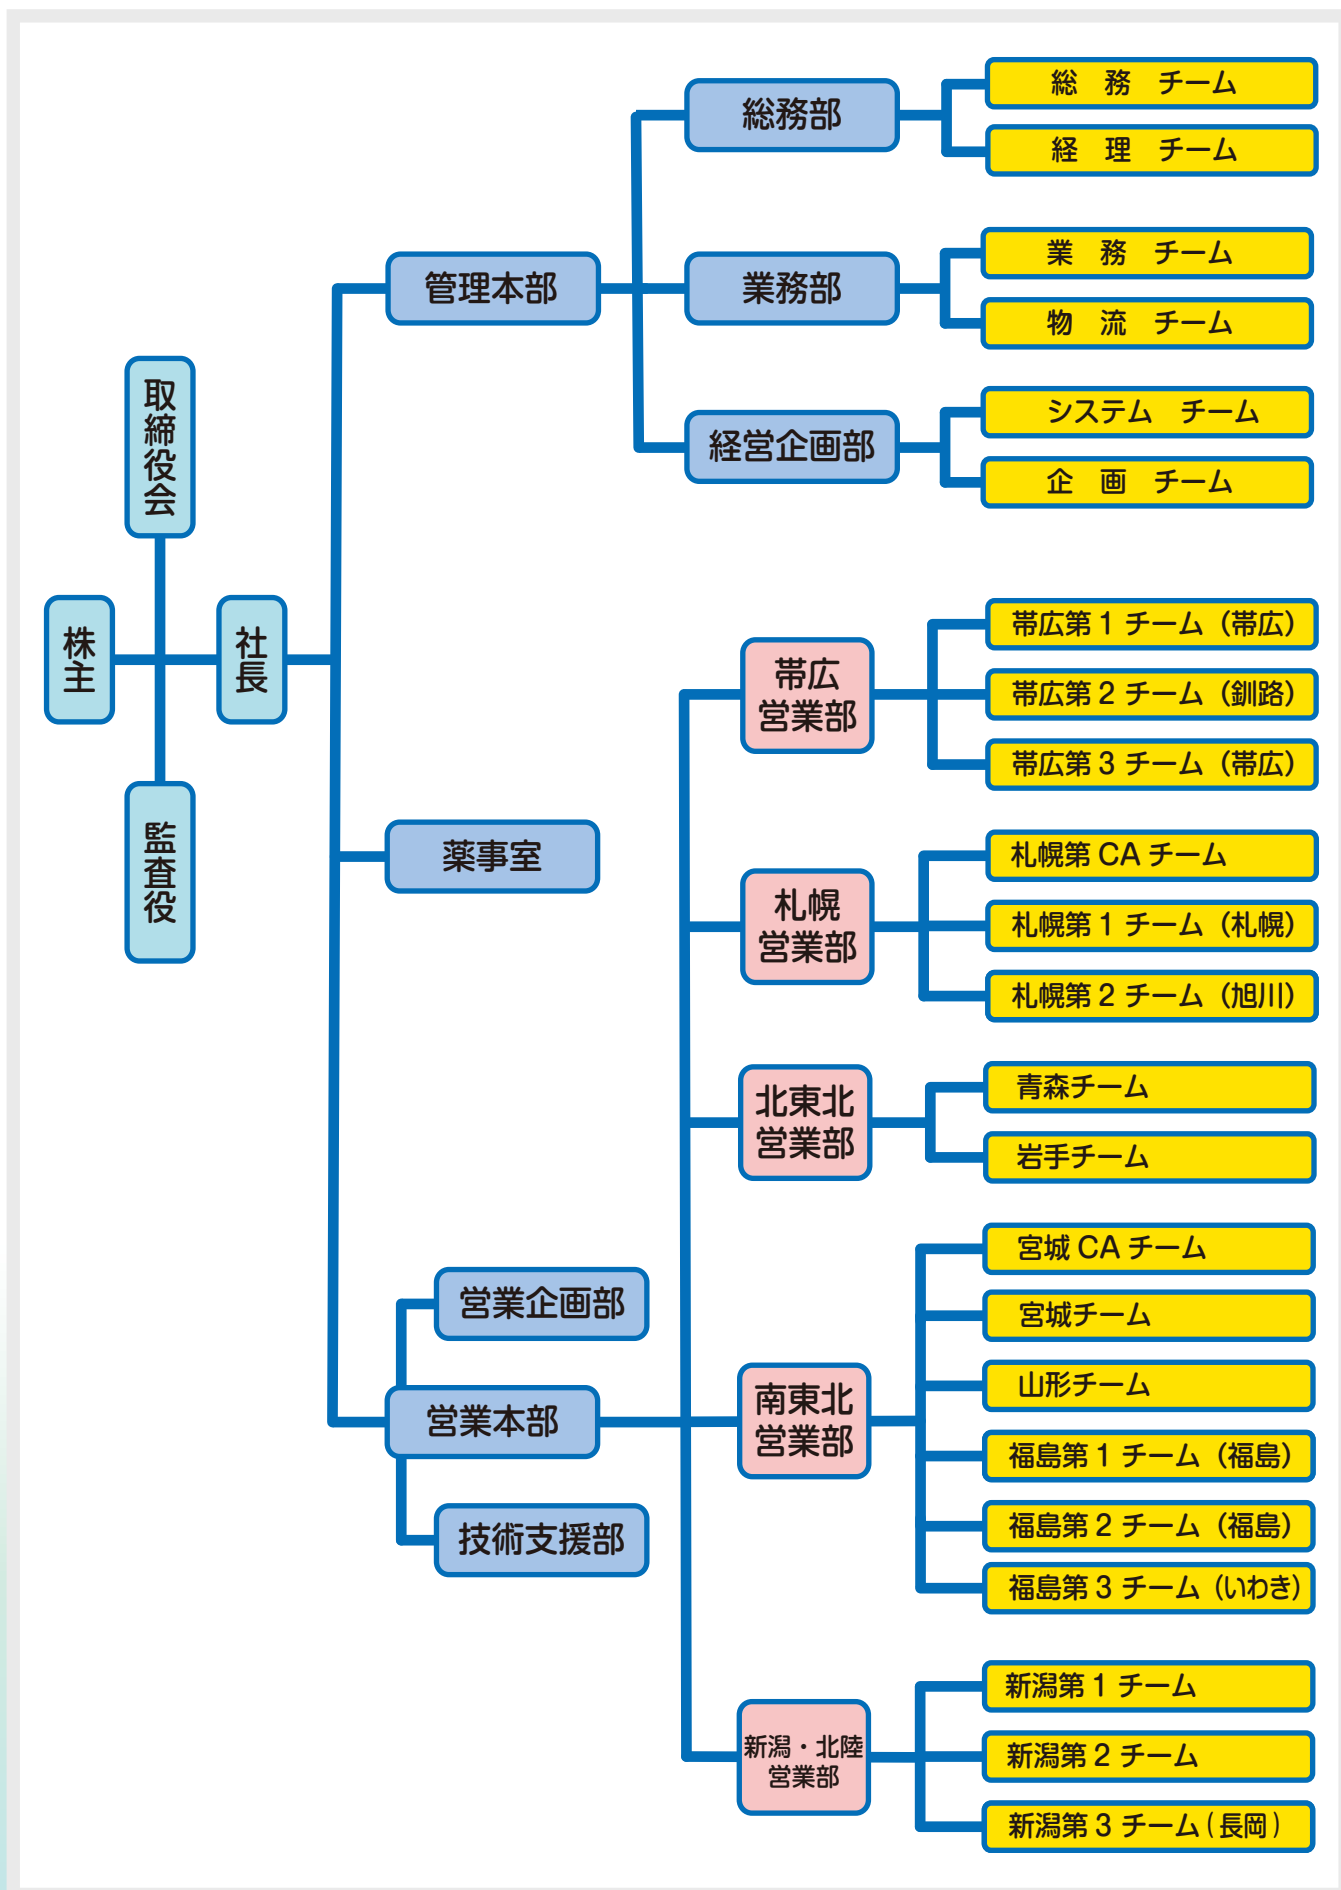 株主
取締役会
監査役
社長
管理本部
総務部
総　務　チーム
経　理　チーム
業務部
業　務　チーム
物　流　チーム
経営企画部
システム　チーム
企　画　チーム
薬事室
営業企画部
営業本部
技術支援部
帯広
営業部
帯広第 1 チーム（帯広）
帯広第 2 チーム（釧路）
帯広第 3 チーム（帯広）
札幌
営業部
札幌第 CA チーム
札幌第 1 チーム（札幌）
札幌第 2 チーム（旭川）
北東北
営業部
青森チーム
岩手チーム
南東北
営業部
宮城 CA チーム
宮城チーム
山形チーム
福島第 1 チーム（福島）
福島第 2 チーム（福島）
福島第 3 チーム（いわき）
新潟・北陸
営業部
新潟第 1 チーム
新潟第 2 チーム
新潟第 3 チーム(長岡)